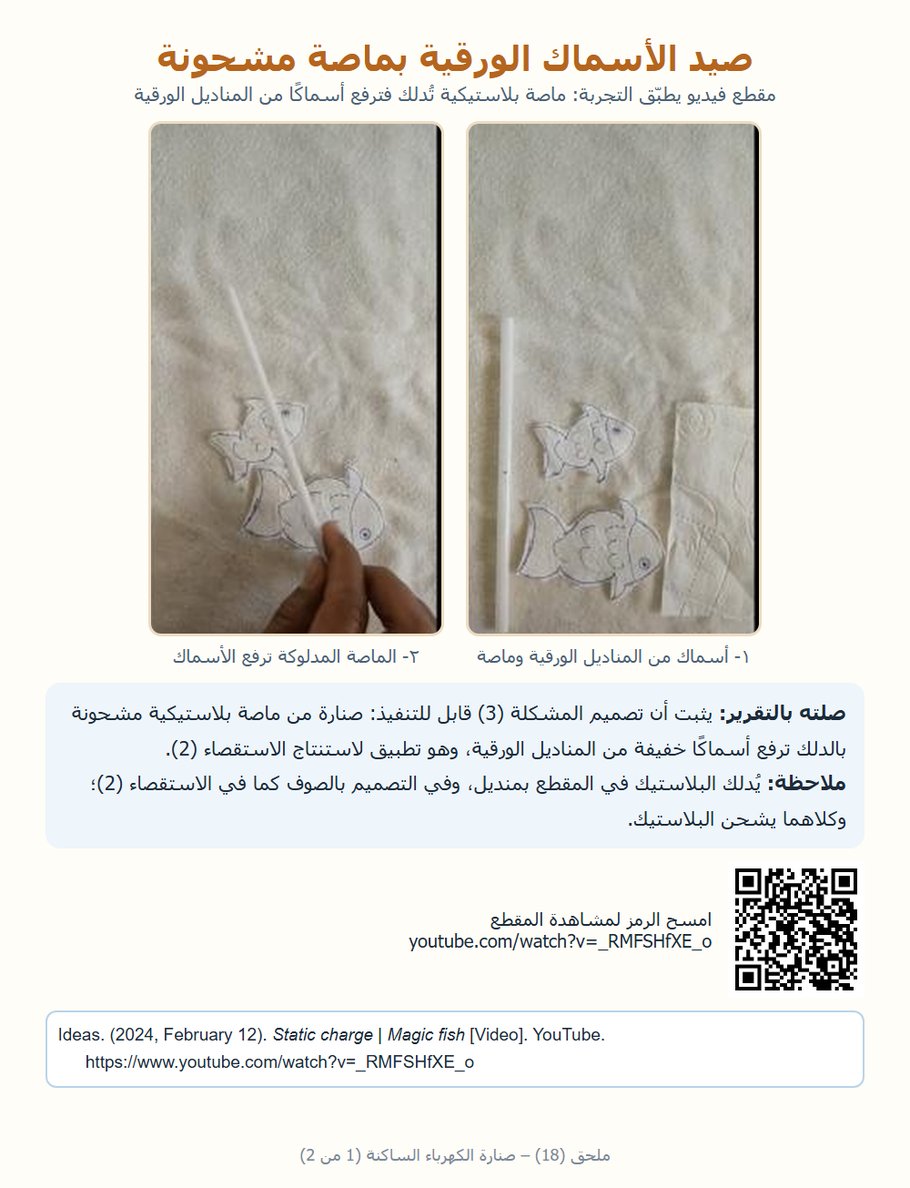 صيد الأسماك الورقية بماصة مشحونة
مقطع فيديو يطبّق التجربة: ماصة بلاستيكية تُدلك فترفع أسماكًا من المناديل الورقية
١- أسماك من المناديل الورقية وماصة
٢- الماصة المدلوكة ترفع الأسماك
صلته بالتقرير: يثبت أن تصميم المشكلة (3) قابل للتنفيذ: صنارة من ماصة بلاستيكية مشحونة
بالدلك ترفع أسماكًا خفيفة من المناديل الورقية، وهو تطبيق لاستنتاج الاستقصاء (2).
ملاحظة: يُدلك البلاستيك في المقطع بمنديل، وفي التصميم بالصوف كما في الاستقصاء (2)؛
وكلاهما يشحن البلاستيك.
امسح الرمز لمشاهدة المقطع
youtube.com/watch?v=_RMFSHfXE_o
Ideas. (2024, February 12). Static charge | Magic fish [Video]. YouTube.
https://www.youtube.com/watch?v=_RMFSHfXE_o
ملحق (18) – صنارة الكهرباء الساكنة (1 من 2)